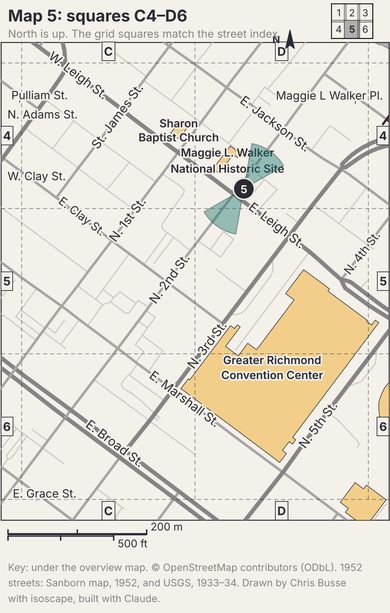 Map 5: squares C4–D6
North is up. The grid squares match the street index.
N
1 2 3
4 5 6
C
D
W. Leigh St.
Pulliam St.
N. Adams St.
Maggie L Walker Pl.
E. Jackson St.
St. James St.
Sharon
Baptist Church
4
4
Maggie L. Walker
National Historic Site
W. Clay St.
5
E. Clay St.
N. 1st St.
E. Leigh St.
N. 4th St.
5
5
N. 2nd St.
N. 3rd St.
Greater Richmond
Convention Center
E. Marshall St.
6
6
E. Broad St.
N. 5th St.
E. Grace St.
C
D
200 m
500 ft
Key: under the overview map. © OpenStreetMap contributors (ODbL). 1952
streets: Sanborn map, 1952, and USGS, 1933–34. Drawn by Chris Busse
with isoscape, built with Claude.